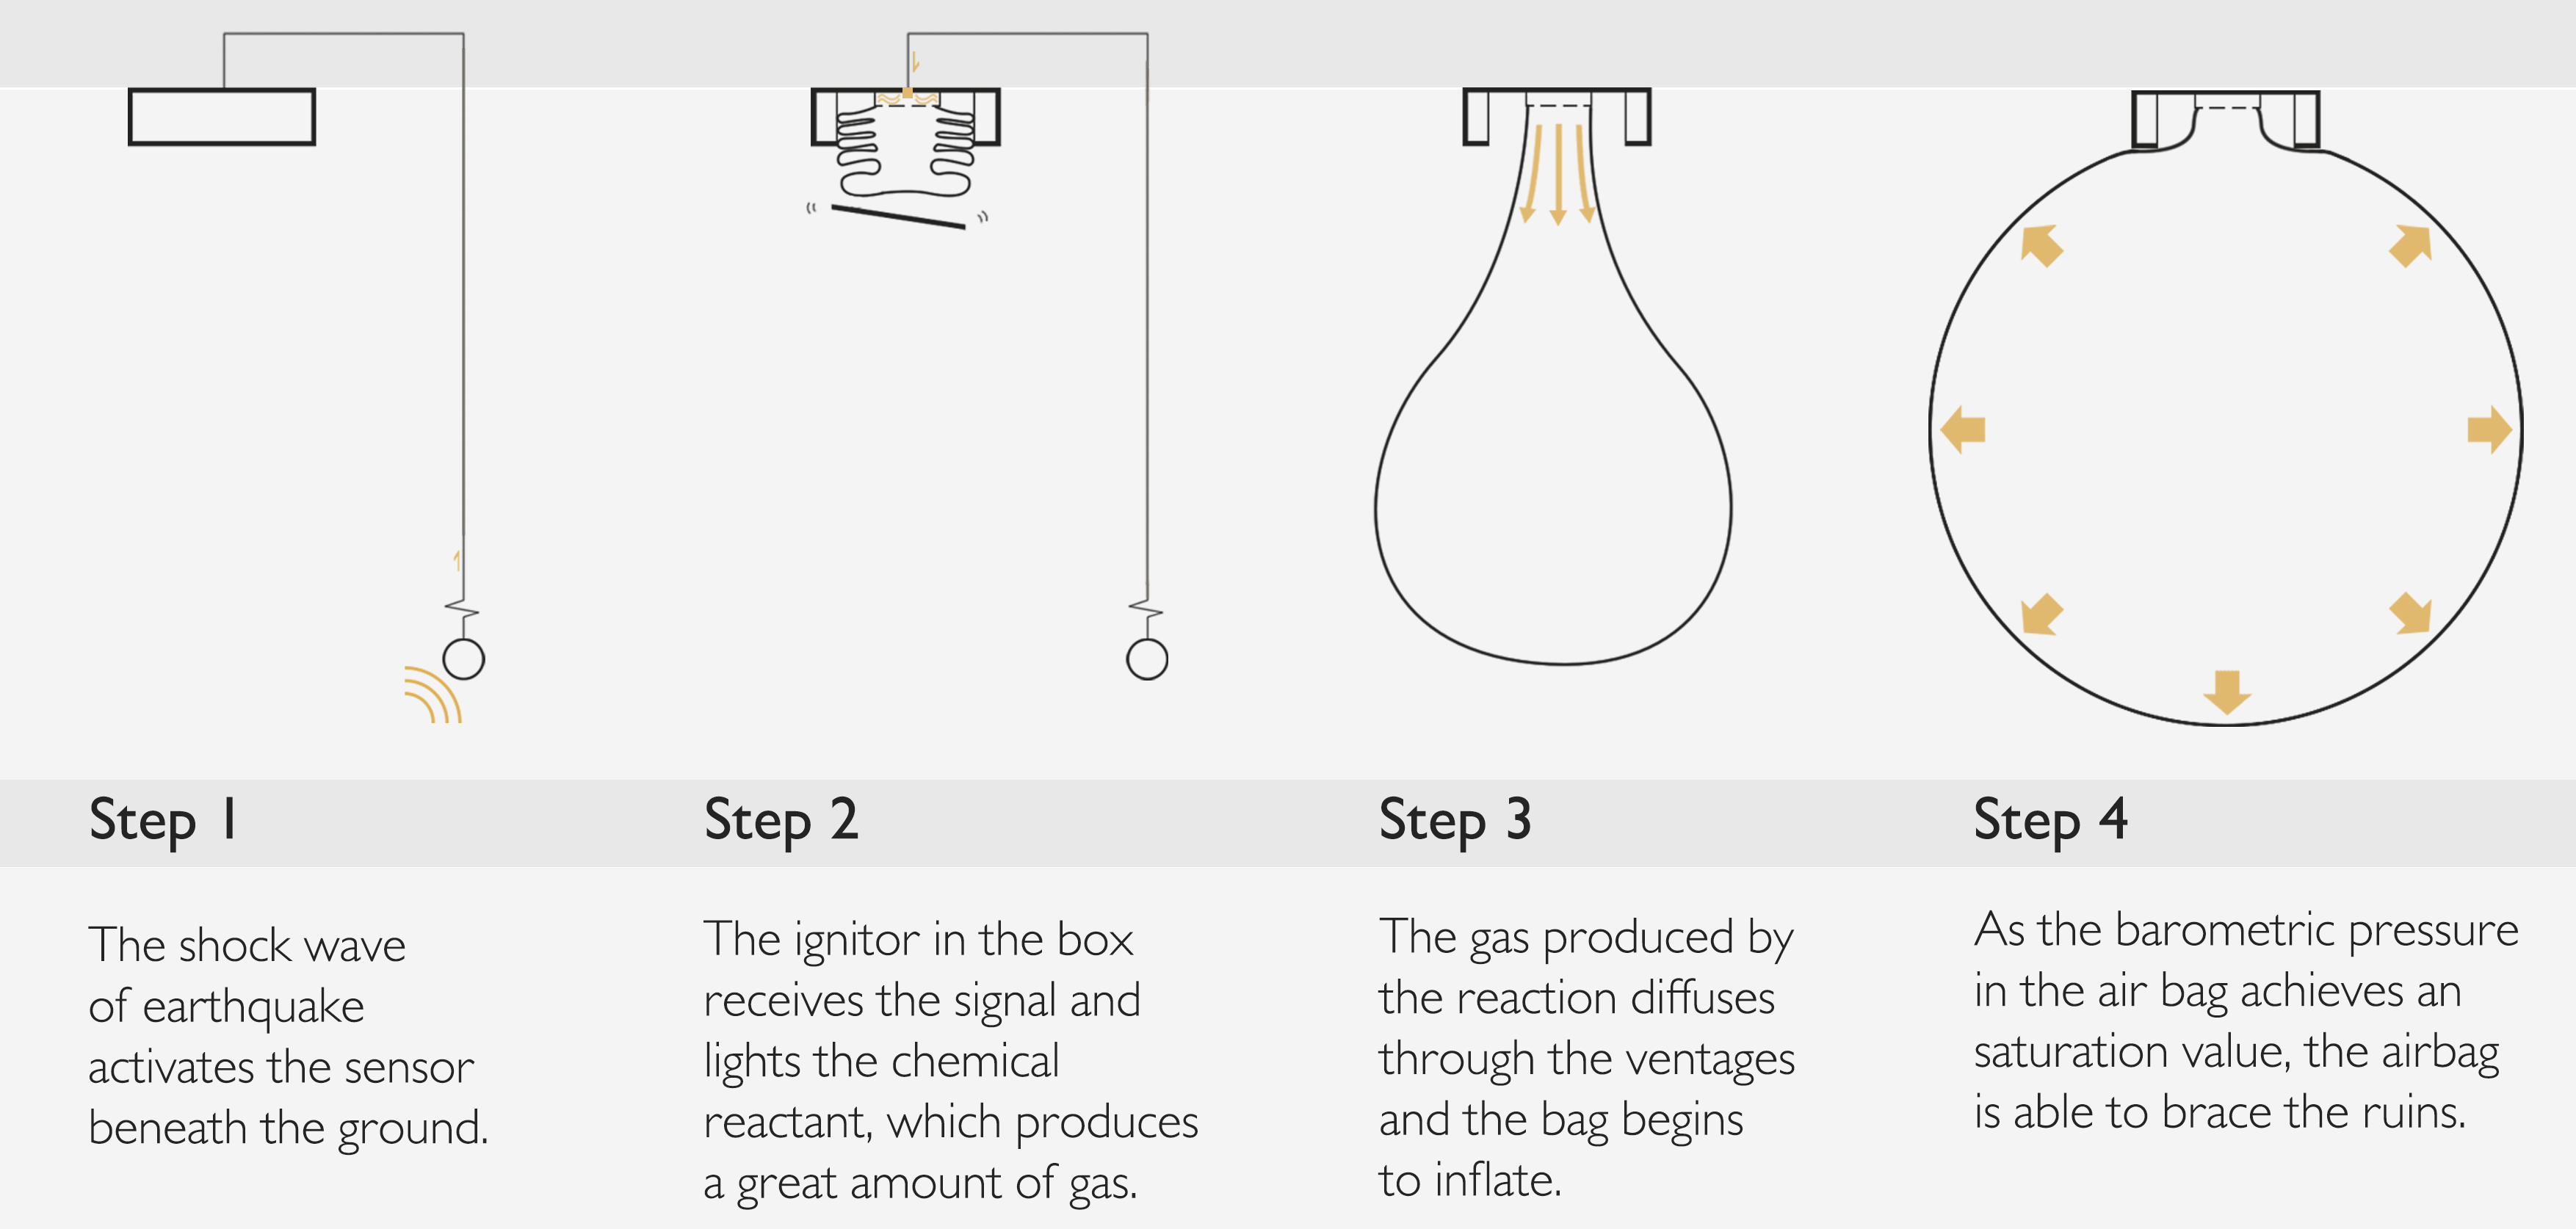 Step 1
The shock wave
of earthquake
activates the sensor
beneath the ground.
Step 2
The ignitor in the box
receives the signal and
lights the chemical
reactant, which produces
a great amount of gas.
Step 3
The gas produced by
the reaction diffuses
through the ventages
and the bag begins
to inflate.
Step 4
As the barometric pressure
in the air bag achieves an
saturation value, the airbag
is able to brace the ruins.